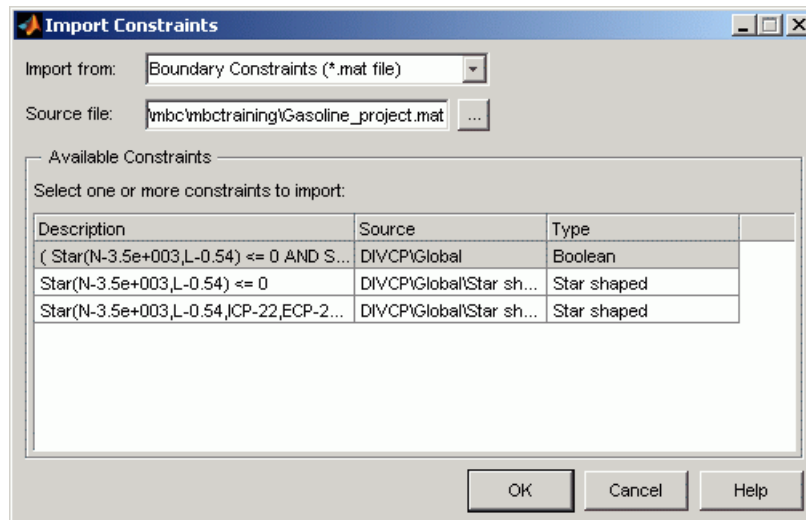 Import Constraints
Import from: Boundary Constraints (*.mat file)
Source file: \mbc\mbctraining\Gasoline_project.mat ...
Available Constraints
Select one or more constraints to import:
Description Source Type
( Star(N-3.5e+003,L-0.54) <= 0 AND S... DIVCP\Global Boolean
Star(N-3.5e+003,L-0.54) <= 0 DIVCP\Global\Star sh... Star shaped
Star(N-3.5e+003,L-0.54,ICP-22,ECP-2... DIVCP\Global\Star sh... Star shaped
OK Cancel Help